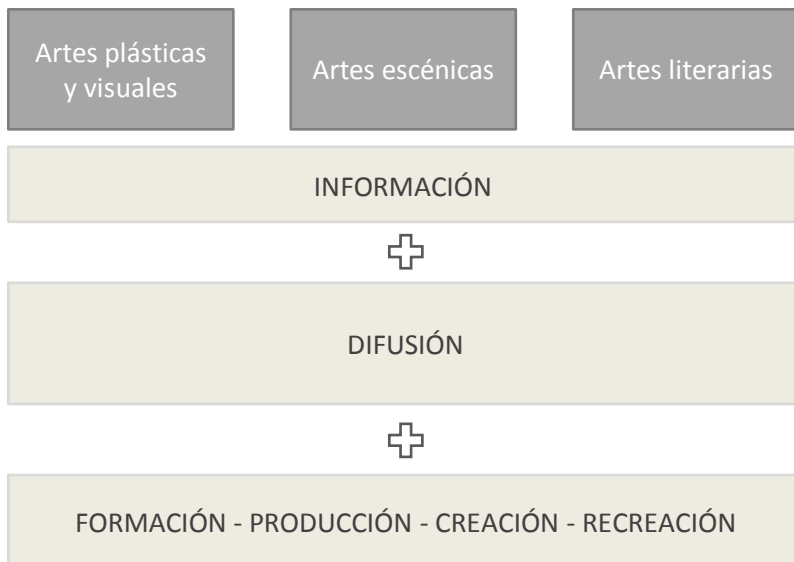 Artes plásticas
y visuales
Artes escénicas
Artes literarias
INFORMACIÓN
DIFUSIÓN
FORMACIÓN - PRODUCCIÓN - CREACIÓN - RECREACIÓN